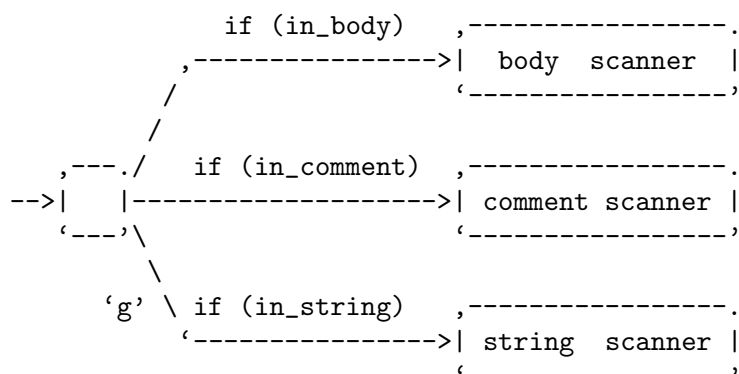 if (in_body)    ,-----------------.
        ,---------------->|  body  scanner  |
       /                  ‘-----------------’
      /
 ,---./   if (in_comment)  ,-----------------.
-->|   |-------------------->| comment scanner |
 ‘---’\                    ‘-----------------’
      \
   ‘g’ \ if (in_string)    ,-----------------.
        ‘---------------->| string  scanner |
                          ‘-----------------’